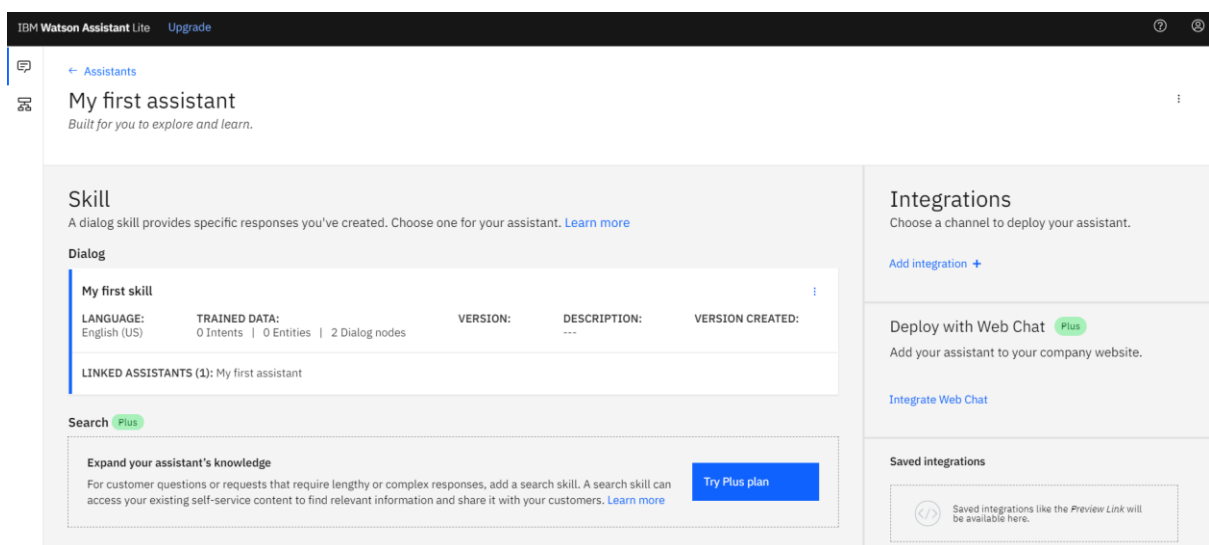 IBM Watson Assistant Lite Upgrade
← Assistants
My first assistant
Built for you to explore and learn.
Skill
A dialog skill provides specific responses you've created. Choose one for your assistant. Learn more
Dialog
My first skill
LANGUAGE: TRAINED DATA: VERSION: DESCRIPTION: VERSION CREATED:
English (US) 0 Intents | 0 Entities | 2 Dialog nodes ---
LINKED ASSISTANTS (1): My first assistant
Search Plus
Expand your assistant's knowledge
For customer questions or requests that require lengthy or complex responses, add a search skill. A search skill can
access your existing self-service content to find relevant information and share it with your customers. Learn more
Try Plus plan
Integrations
Choose a channel to deploy your assistant.
Add integration +
Deploy with Web Chat Plus
Add your assistant to your company website.
Integrate Web Chat
Saved integrations
Saved integrations like the Preview Link will
be available here.